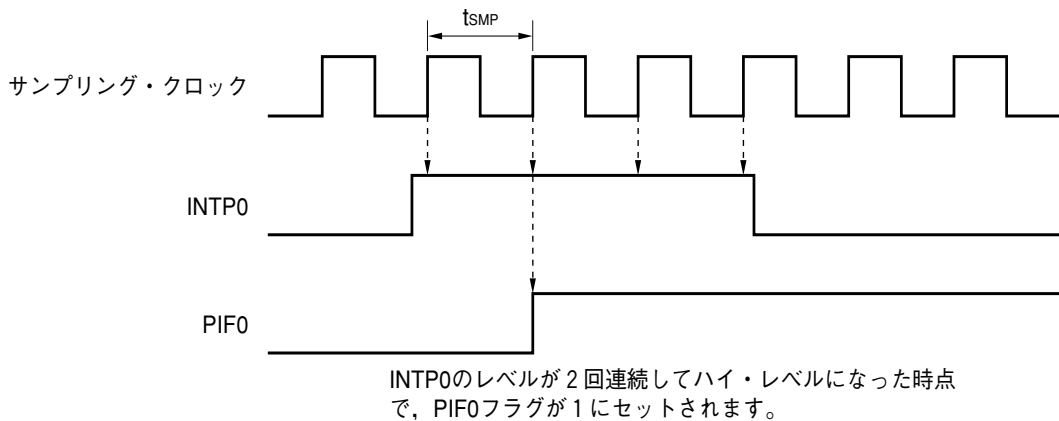 tSMP
サンプリング・クロック
INTP0
PIF0
INTP0のレベルが2回連続してハイ・レベルになった時点
で，PIF0フラグが1にセットされます。